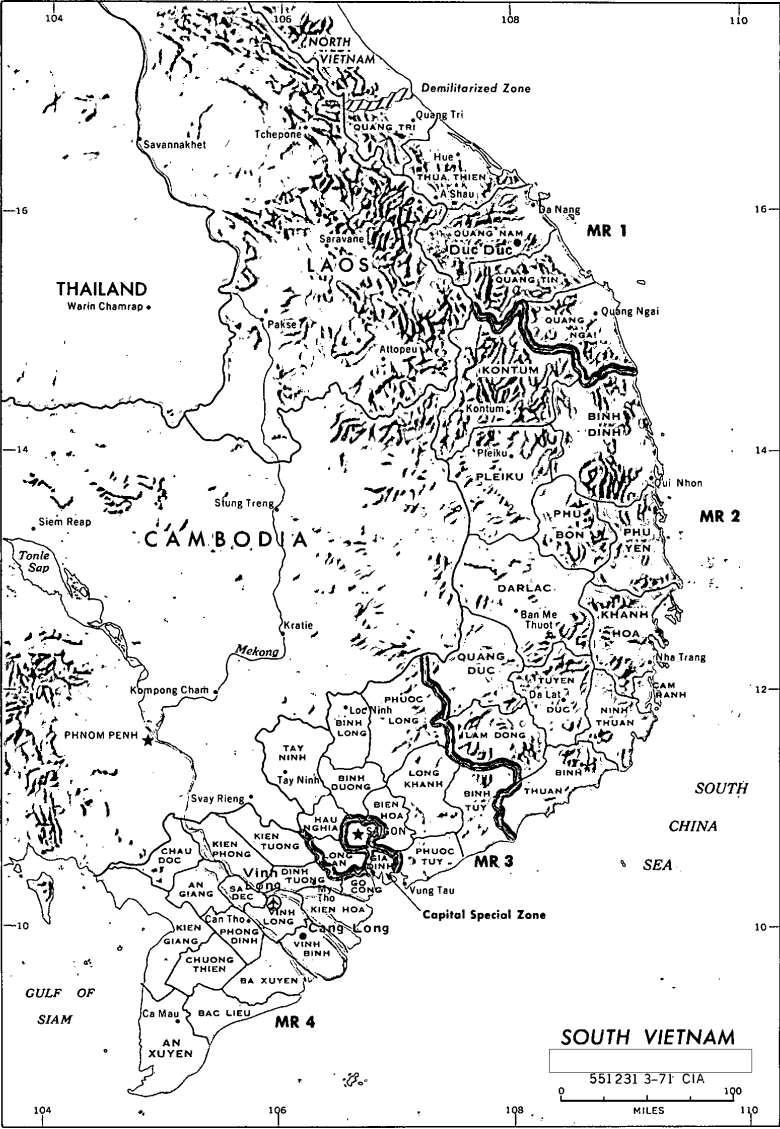 104
106
108
110
NORTH
VIETNAM
Demilitarized Zone
Quang Tri
QUANG TRI
Tchepone
Savannakhet
Hue
THUA THIEN
A Shau
16
Da Nang
16
MR 1
QUANG NAM
Duc Duc
Saravane
LAOS
THAILAND
Warin Chamrap
QUANG TIN
Pakse
QUANG
NGAI
Quang Ngai
Attopeu
KONTUM
Kontum
BINH
DINH
14
14
Pleiku
PLEIKU
Qui Nhon
Stung Treng
Siem Reap
CAMBODIA
PHU
BON
PHU
YEN
MR 2
Tonle
Sap
DARLAC
Ban Me
Thuot
KHANH
HOA
Kratie
Mekong
QUANG
DUC
Nha Trang
Kompong Cham
12
12
TUYEN
DUC
Da Lat
CAM
RANH
NINH
THUAN
PHUOC
LONG
Loc Ninh
BINH
LONG
PHNOM PENH
LAM DONG
TAY
NINH
Tay Ninh
BINH
DUONG
LONG
KHANH
BINH
TUY
BINH
THUAN
SOUTH
CHINA
SEA
Svay Rieng
BIEN
HOA
HAU
NGHIA
SAIGON
KIEN
TUONG
KIEN
PHONG
CHAU
DOC
LONG
AN
GIA
DINH
PHUOC
TUY
MR 3
Vung Tau
Capital Special Zone
DINH
TUONG
Vinh
Long
My
Tho
GO
CONG
AN
GIANG
SA
DEC
VINH
LONG
KIEN HOA
10
10
Can Tho
PHONG
DINH
Cang Long
VINH
BINH
KIEN
GIANG
CHUONG
THIEN
BA XUYEN
GULF OF
SIAM
Ca Mau
BAC LIEU
MR 4
AN
XUYEN
SOUTH VIETNAM
551231 3-71 CIA
0
100
MILES
104
106
108
110